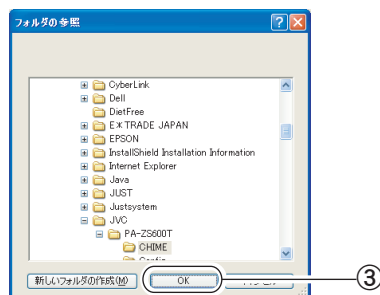 フォルダの参照
CyberLink
Dell
DietFree
E*TRADE JAPAN
EPSON
InstallShield Installation Information
Internet Explorer
Java
JUST
Justsystem
JVC
PA-ZS600T
CHIME
新しいフォルダの作成(M)
OK
③